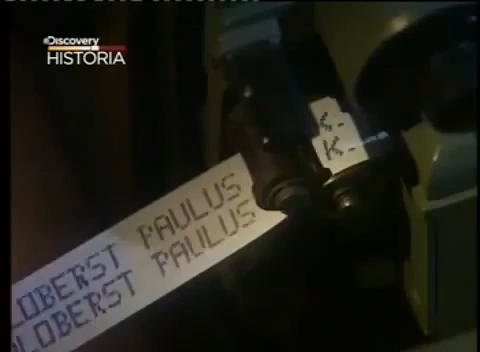 Discovery
HISTORIA
K-
K-
LOBERST PAULUS
LOBERST PAULUS